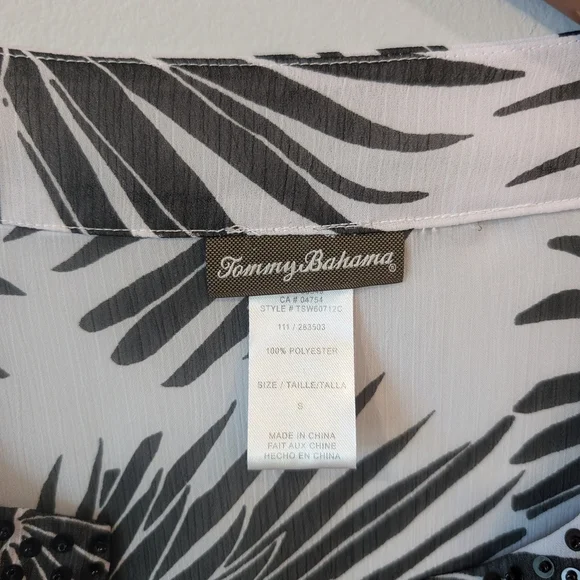 Tommy Bahama®
CA # 04754
STYLE # TSW60712C
111 / 283503
100% POLYESTER
SIZE / TAILLE/TALLA
S
MADE IN CHINA
FAIT AUX CHINE
HECHO EN CHINA